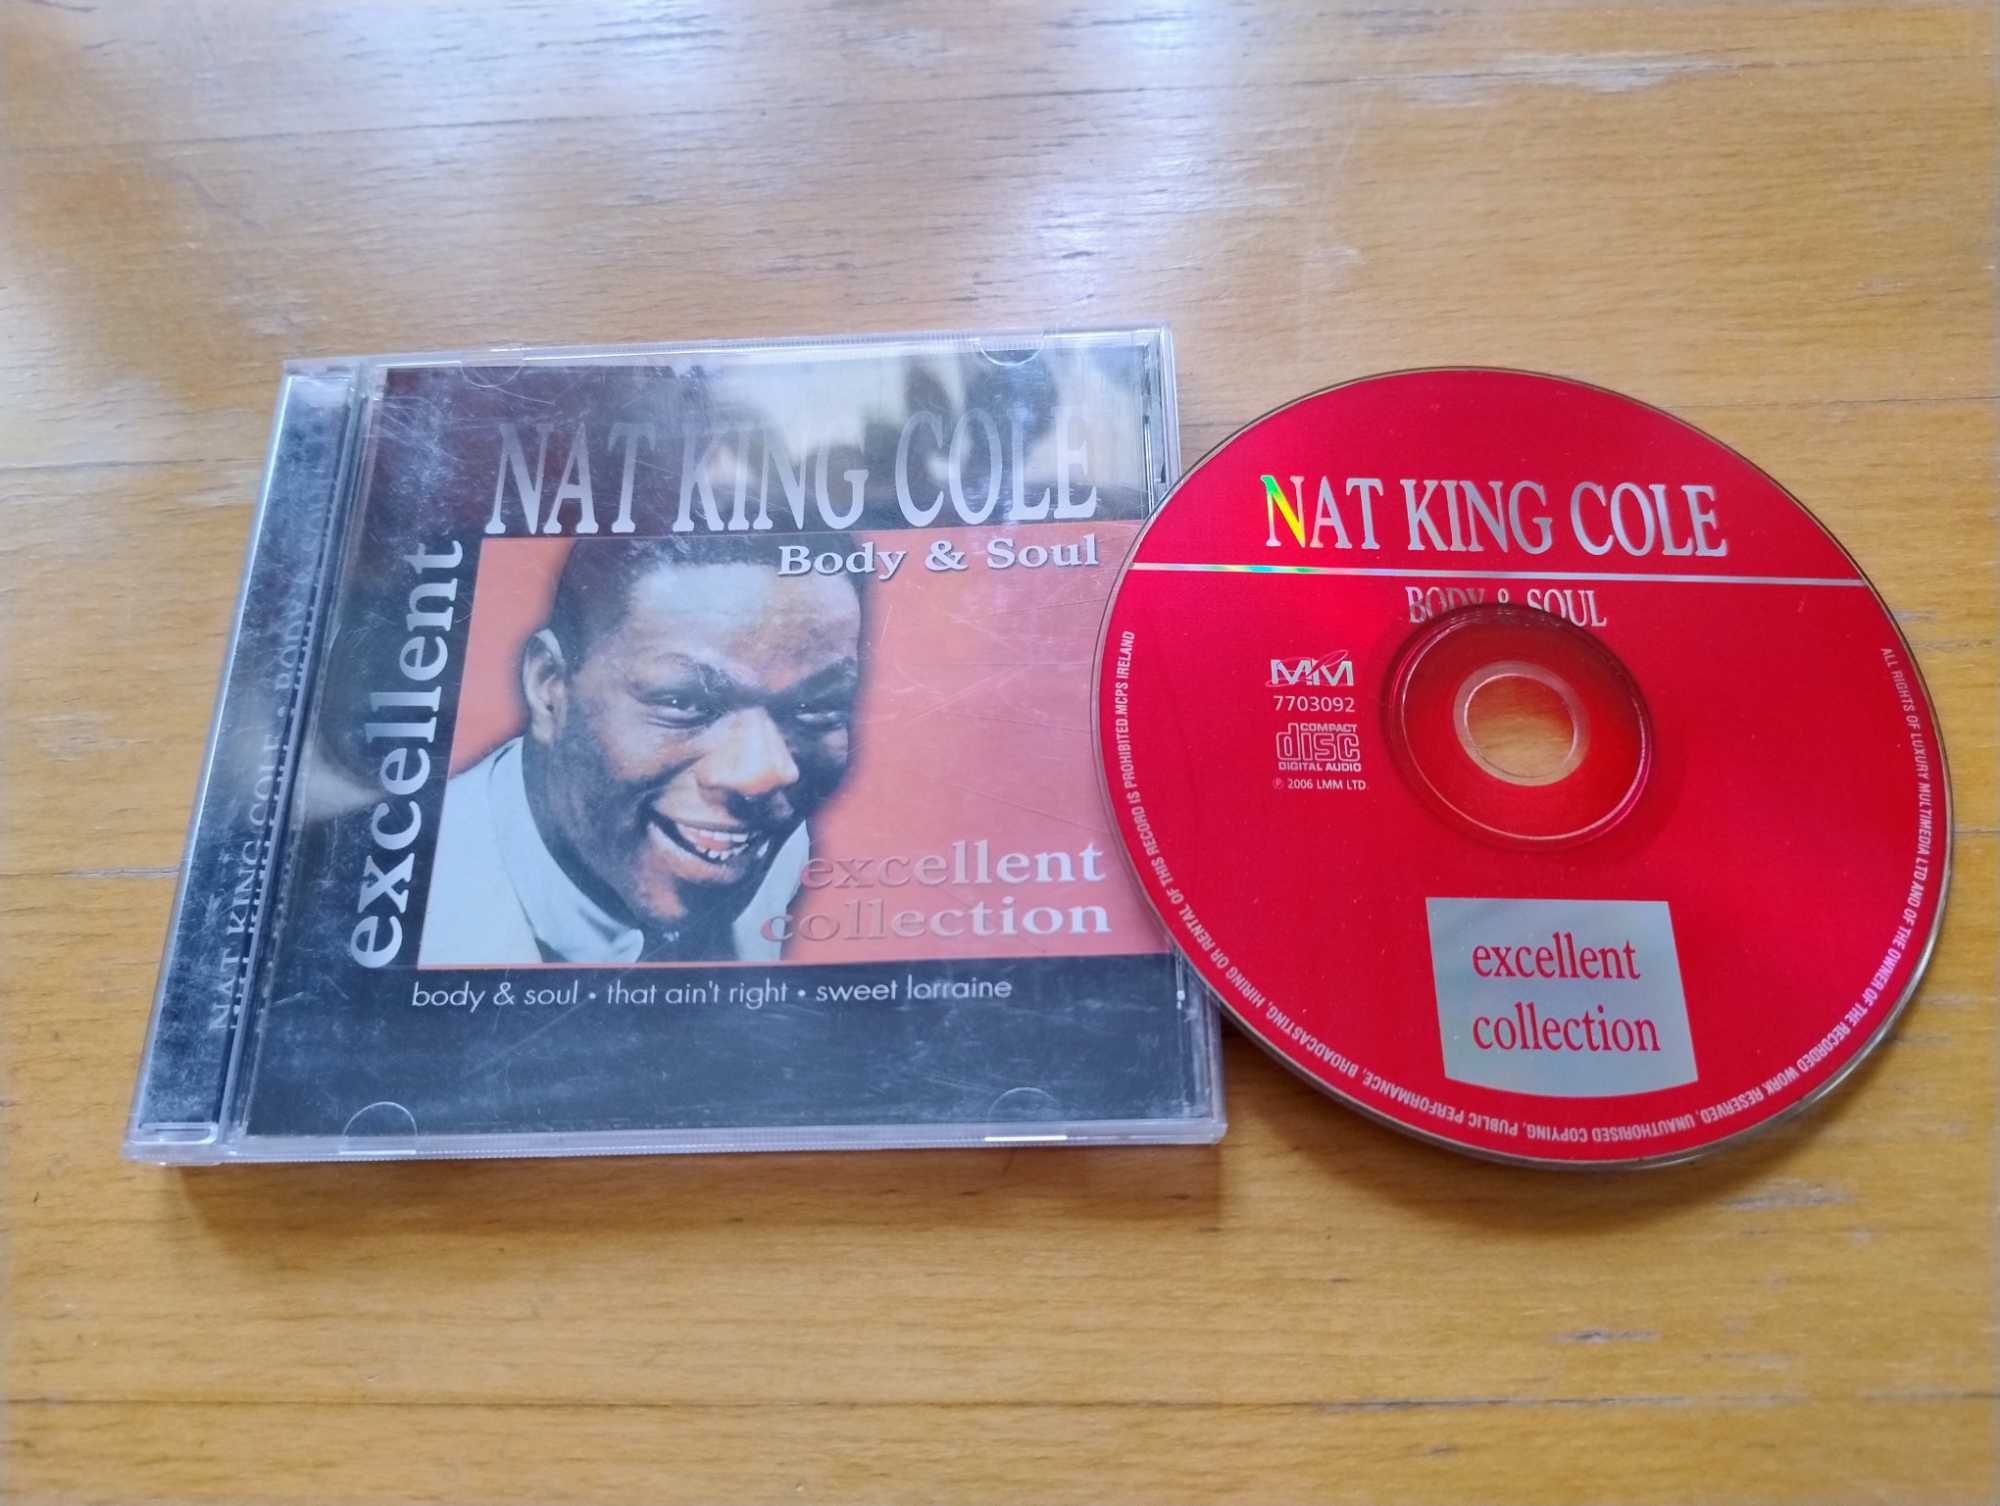 NAT KING COLE
Body & Soul
excellent
excellent
collection
body & soul • that ain't right • sweet lorraine
NAT KING COLE • BODY
NAT KING COLE
BODY & SOUL
MM
7703092
COMPACT
disc
DIGITAL AUDIO
℗ 2006 LMM LTD.
excellent
collection
ALL RIGHTS OF LUXURY MULTIMEDIA LTD AND OF THE OWNER OF THE RECORDED WORK RESERVED, UNAUTHORISED COPYING, PUBLIC PERFORMANCE, BROADCASTING, HIRING OR RENTAL OF THIS RECORD IS PROHIBITED.MCPS IRELAND